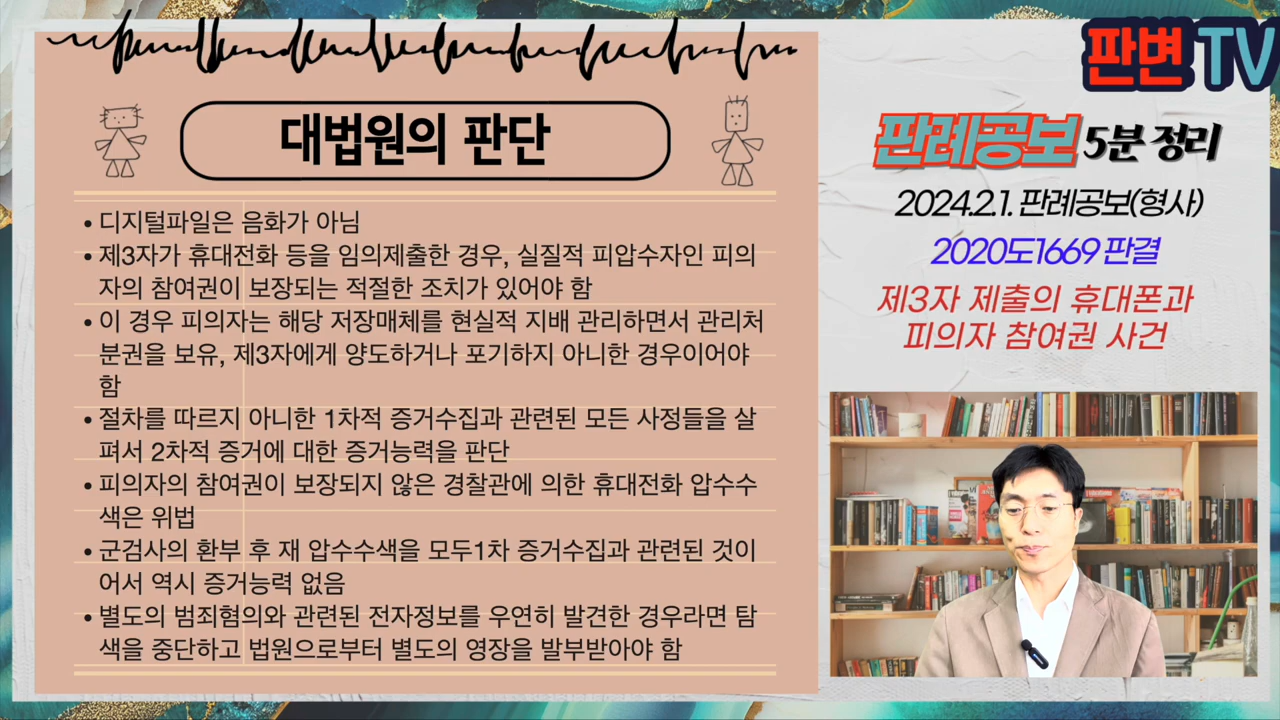 판변 TV
대법원의 판단
• 디지털파일은 음화가 아님
• 제3자가 휴대전화 등을 임의제출한 경우, 실질적 피압수자인 피의
자의 참여권이 보장되는 적절한 조치가 있어야 함
• 이 경우 피의자는 해당 저장매체를 현실적 지배 관리하면서 관리처
분권을 보유, 제3자에게 양도하거나 포기하지 아니한 경우이어야
함
• 절차를 따르지 아니한 1차적 증거수집과 관련된 모든 사정들을 살
펴서 2차적 증거에 대한 증거능력을 판단
• 피의자의 참여권이 보장되지 않은 경찰관에 의한 휴대전화 압수수
색은 위법
• 군검사의 환부 후 재 압수수색을 모두1차 증거수집과 관련된 것이
어서 역시 증거능력 없음
• 별도의 범죄혐의와 관련된 전자정보를 우연히 발견한 경우라면 탐
색을 중단하고 법원으로부터 별도의 영장을 발부받아야 함
판례공보 5분 정리
2024.2.1. 판례공보(형사)
2020도1669 판결
제3자 제출의 휴대폰과
피의자 참여권 사건